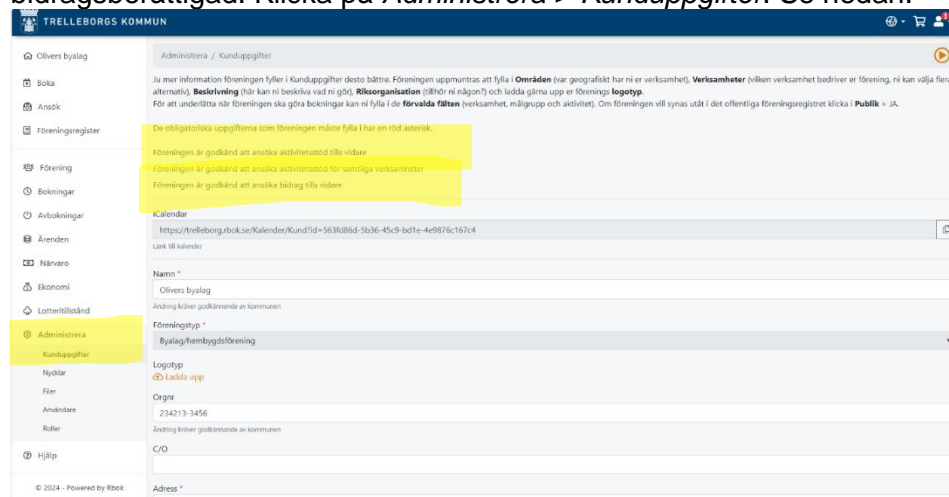 bidragsberättigad. Klicka på Administrera > Kunduppgifter. Se nedan.
TRELLEBORGS KOMMUN
Olivers byalag
Boka
Ansök
Föreningsregister
Förening
Bokningar
Avbokningar
Ärenden
Närvaro
Ekonomi
Lotteritillstånd
Administrera
Kunduppgifter
Nycklar
Filer
Användare
Roller
Hjälp
© 2024 - Powered by Rbok
Administrera / Kunduppgifter
Ju mer information föreningen fyller i Kunduppgifter desto bättre. Föreningen uppmuntras att fylla i Områden (var geografiskt har ni er verksamhet), Verksamheter (vilken verksamhet bedriver er förening, ni kan välja flera
alternativ), Beskrivning (här kan ni beskriva vad ni gör), Riksorganisation (tillhör ni någon?) och ladda gärna upp er förenings logotyp.
För att underlätta när föreningen ska göra bokningar kan ni fylla i de förvalda fälten (verksamhet, målgrupp och aktivitet). Om föreningen vill synas utåt i det offentliga föreningsregistret klicka i Publik > JA.
De obligatoriska uppgifterna som föreningen måste fylla i har en röd asterisk.
Föreningen är godkänd att ansöka aktivitetsstöd tills vidare
Föreningen är godkänd att ansöka aktivitetsstöd för samtliga verksamheter
Föreningen är godkänd att ansöka bidrag tills vidare
iCalendar
https://trelleborg.rbok.se/Kalender/Kund?id=563fd86d-5b36-45c9-bd1e-4e9876c167c4
Länk till kalender
Namn *
Olivers byalag
Ändring kräver godkännande av kommunen
Föreningstyp *
Byalag/hembygdsförening
Logotyp
Ladda upp
Orgnr
234213-3456
Ändring kräver godkännande av kommunen
C/O
Adress *